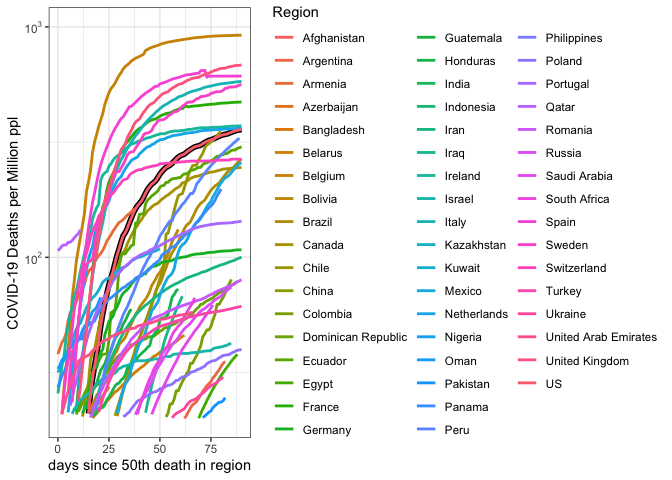 COVID-19 Deaths per Million ppl
10³
10²
0 25 50 75
days since 50th death in region
Region
Afghanistan
Argentina
Armenia
Azerbaijan
Bangladesh
Belarus
Belgium
Bolivia
Brazil
Canada
Chile
China
Colombia
Dominican Republic
Ecuador
Egypt
France
Germany
Guatemala
Honduras
India
Indonesia
Iran
Iraq
Ireland
Israel
Italy
Kazakhstan
Kuwait
Mexico
Netherlands
Nigeria
Oman
Pakistan
Panama
Peru
Philippines
Poland
Portugal
Qatar
Romania
Russia
Saudi Arabia
South Africa
Spain
Sweden
Switzerland
Turkey
Ukraine
United Arab Emirates
United Kingdom
US